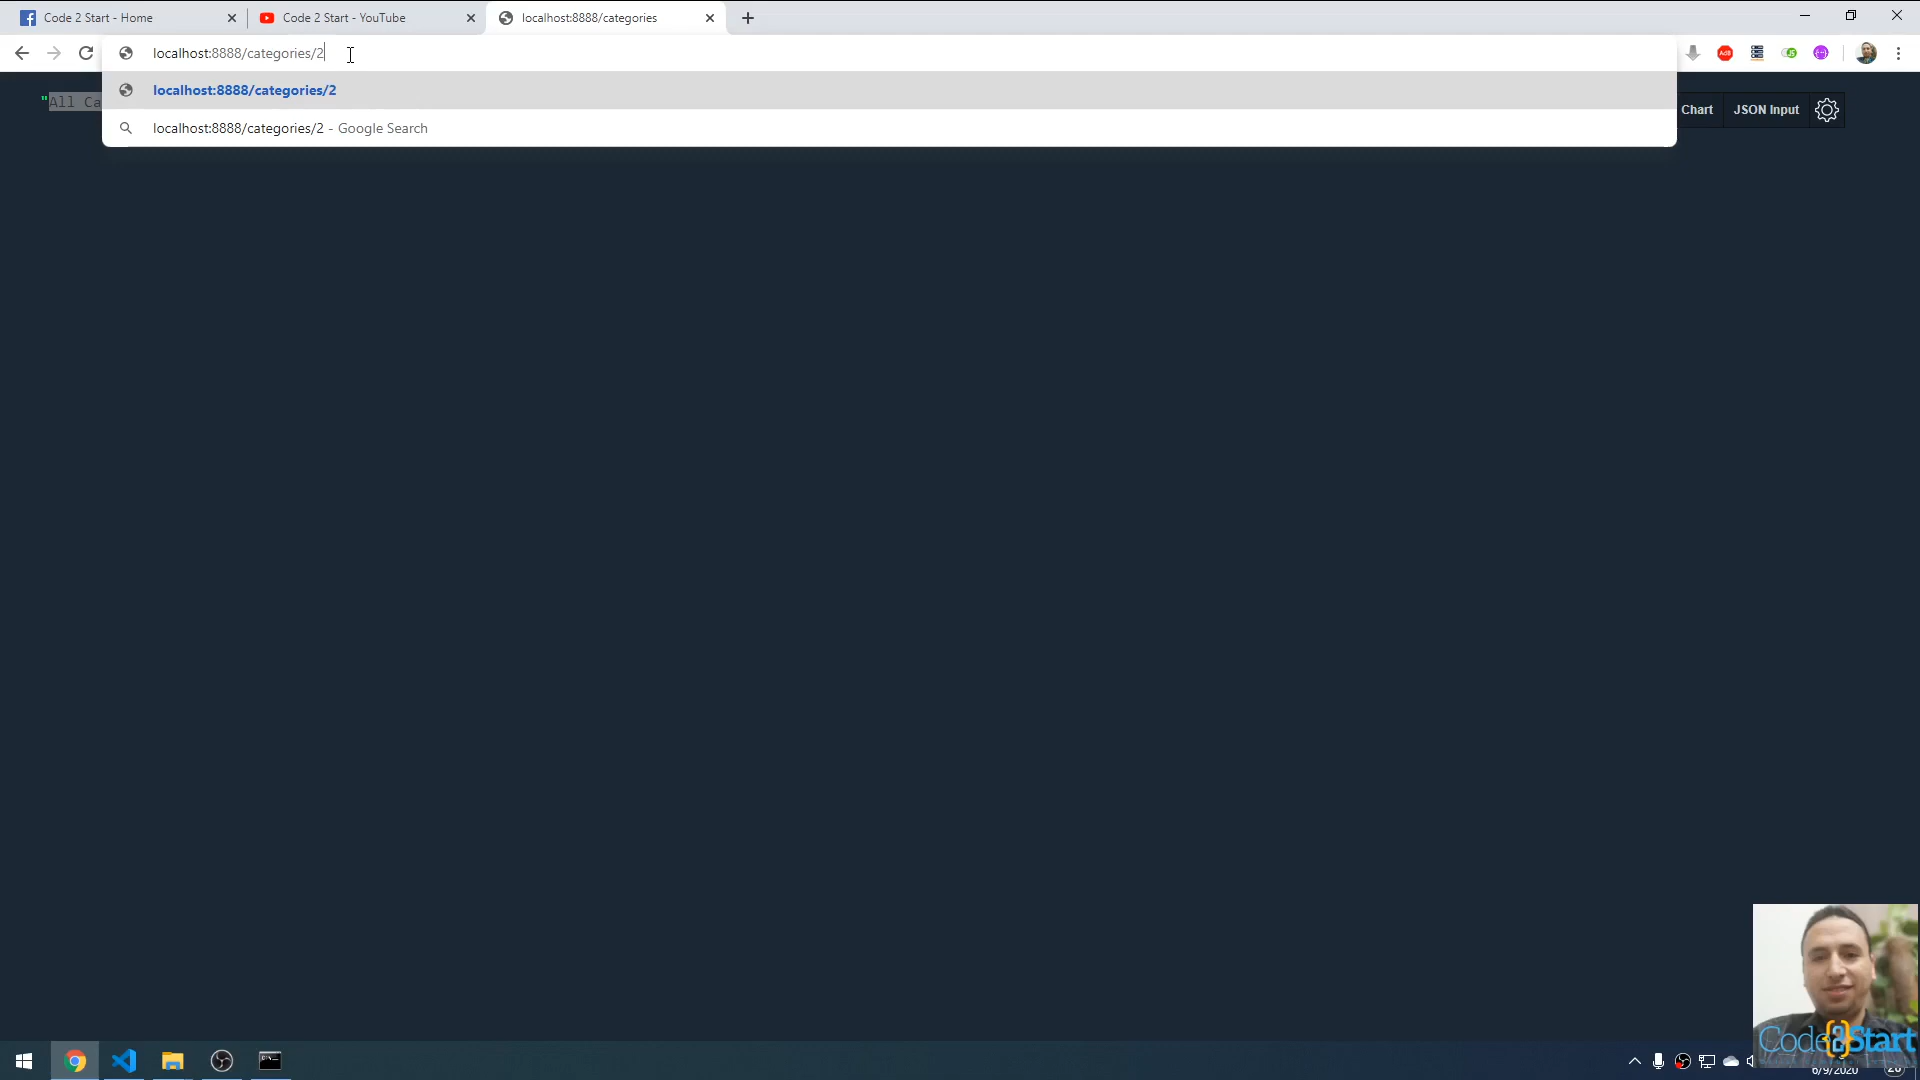 Code 2 Start - Home
Code 2 Start - YouTube
localhost:8888/categories
localhost:8888/categories/2
localhost:8888/categories/2
localhost:8888/categories/2 - Google Search
"All Ca
Chart
JSON Input
Code{2}Start
6/9/2020